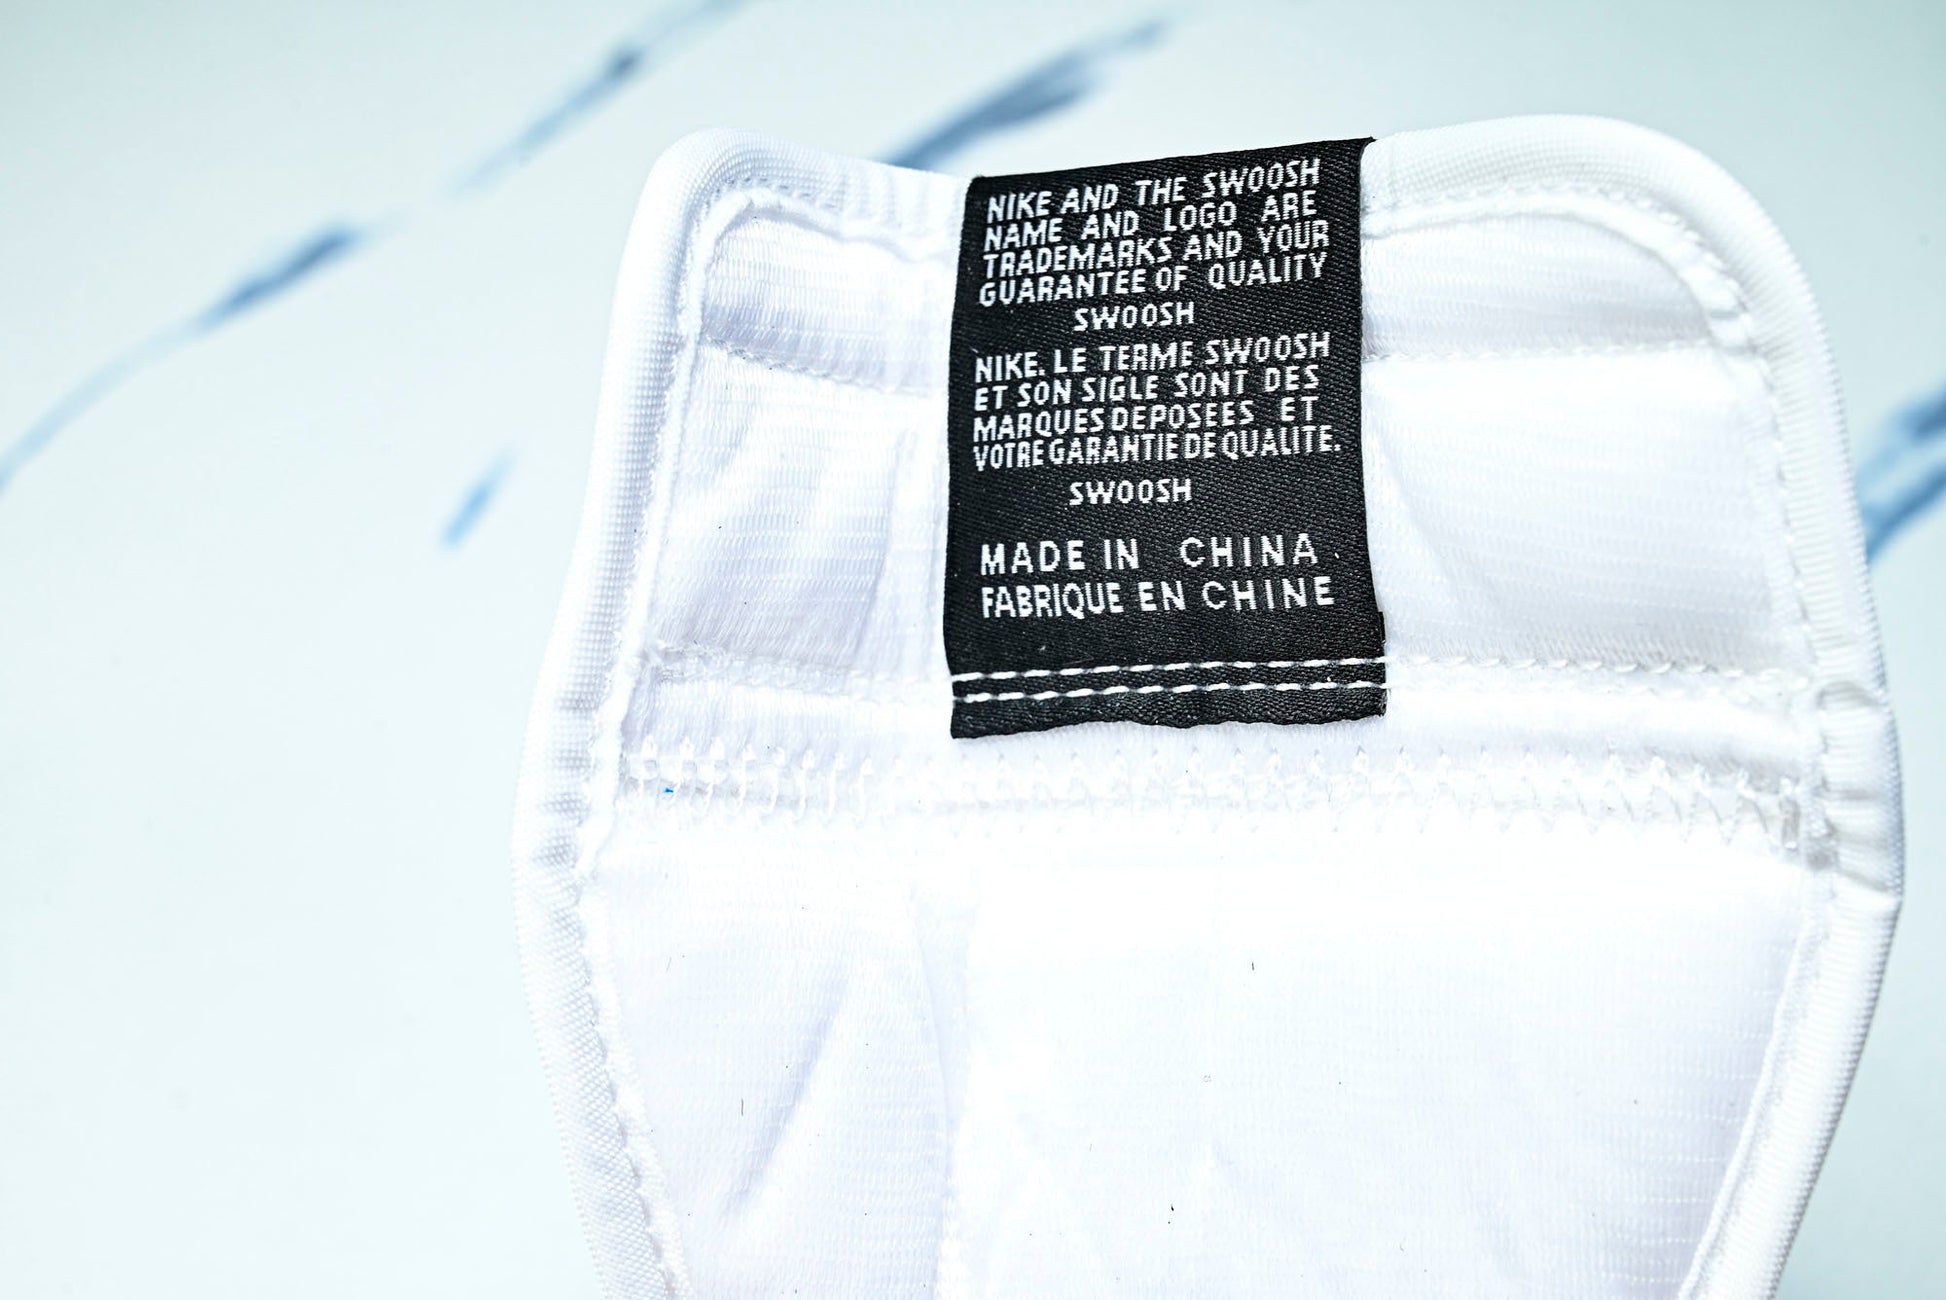 NIKE AND THE SWOOSH
NAME AND LOGO ARE
TRADEMARKS AND YOUR
GUARANTEE OF QUALITY
SWOOSH
NIKE. LE TERME SWOOSH
ET SON SIGLE SONT DES
MARQUES DEPOSEES ET
VOTRE GARANTIE DE QUALITE.
SWOOSH
MADE IN CHINA
FABRIQUE EN CHINE